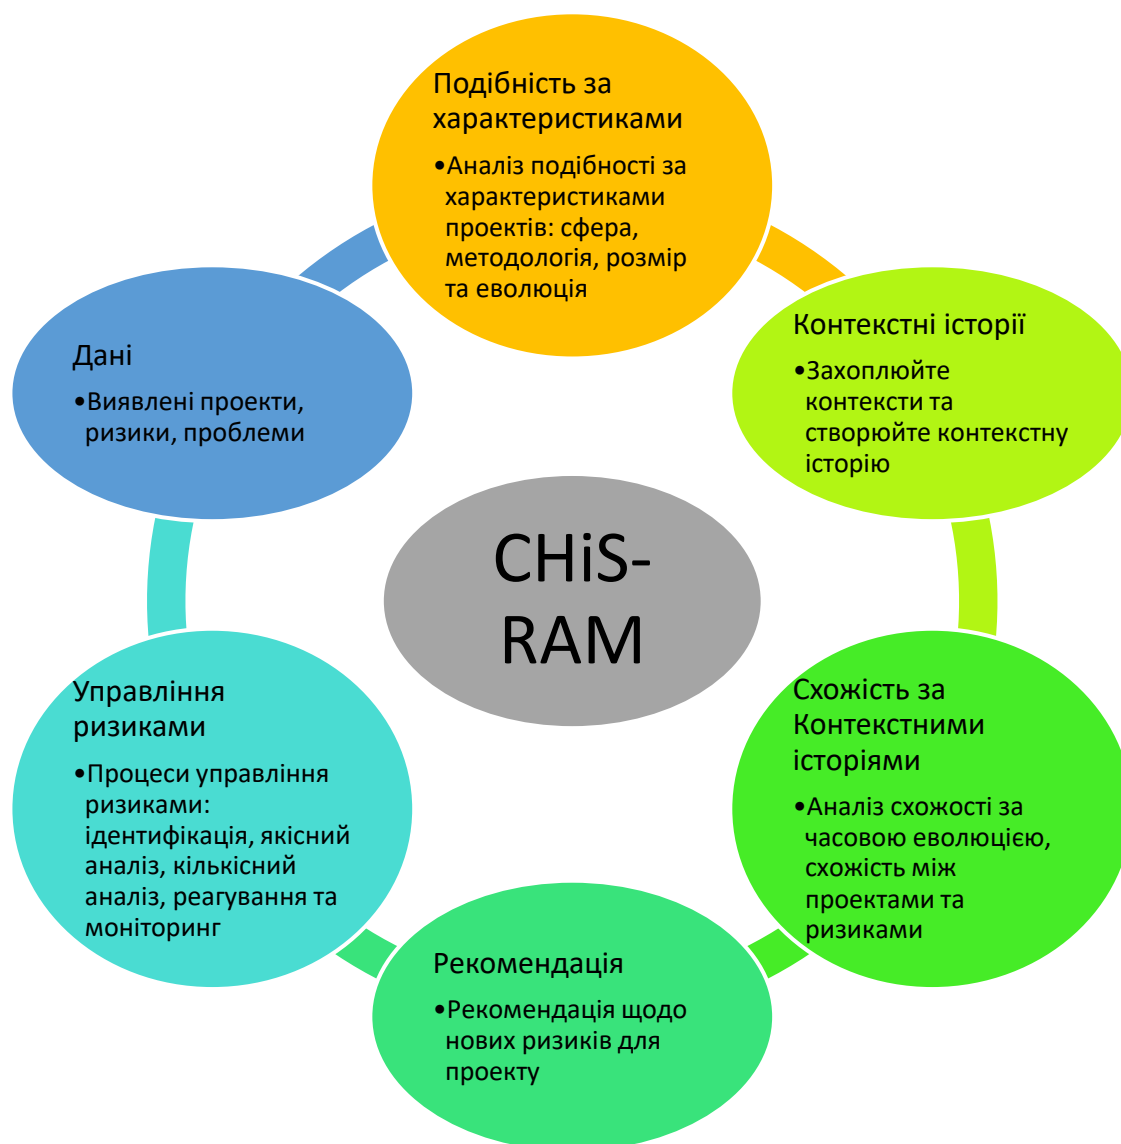 Подібність за
характеристиками
•Аналіз подібності за
характеристиками
проектів: сфера,
методологія, розмір
та еволюція
Контекстні історії
•Захоплюйте
контексти та
створюйте контекстну
історію
Схожість за
Контекстними
історіями
•Аналіз схожості за
часовою еволюцією,
схожість між
проектами та
ризиками
Рекомендація
•Рекомендація щодо
нових ризиків для
проекту
Управління
ризиками
•Процеси управління
ризиками:
ідентифікація, якісний
аналіз, кількісний
аналіз, реагування та
моніторинг
Дані
•Виявлені проекти,
ризики, проблеми
CHiS-
RAM